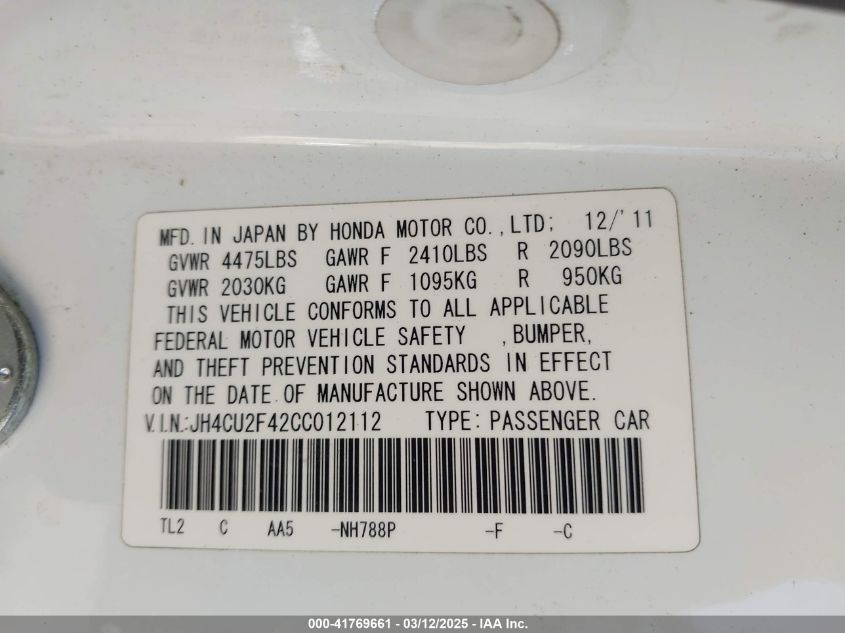 MFD. IN JAPAN BY HONDA MOTOR CO.,LTD; 12/'11
GVWR 4475LBS GAWR F 2410LBS R 2090LBS
GVWR 2030KG GAWR F 1095KG R 950KG
THIS VEHICLE CONFORMS TO ALL APPLICABLE
FEDERAL MOTOR VEHICLE SAFETY ,BUMPER,
AND THEFT PREVENTION STANDARDS IN EFFECT
ON THE DATE OF MANUFACTURE SHOWN ABOVE.
V.I.N.:JH4CU2F42CC012112 TYPE: PASSENGER CAR
TL2 C AA5 -NH788P -F -C
000-41769661 - 03/12/2025 - IAA Inc.